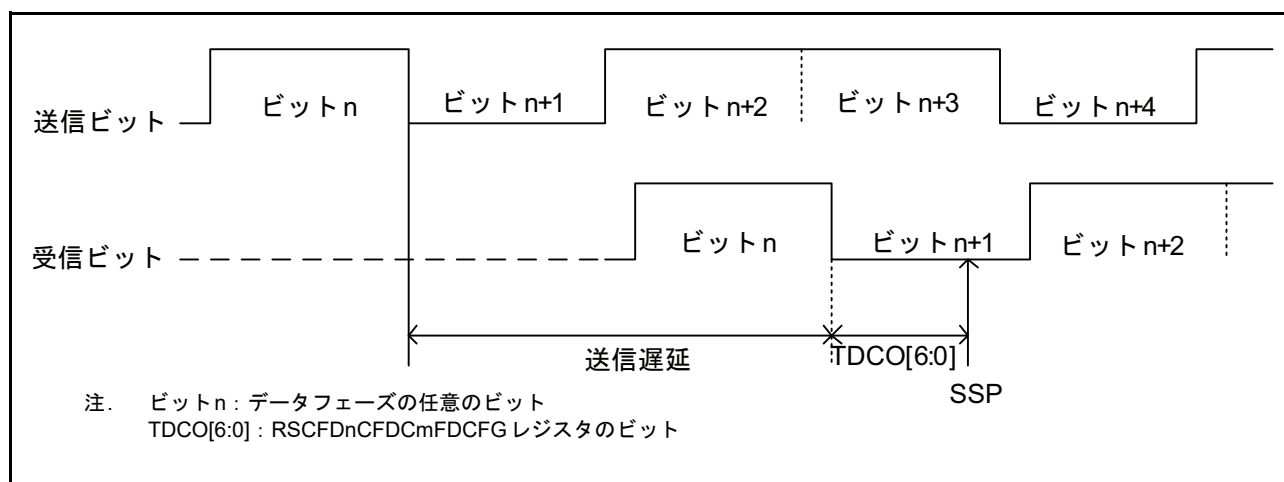 送信ビット
ビットn
ビットn+1
ビットn+2
ビットn+3
ビットn+4
受信ビット
ビットn
ビットn+1
ビットn+2
送信遅延
TDCO[6:0]
SSP
注. ビットn：データフェーズの任意のビット
TDCO[6:0]：RSCFDnCFDCmFDCFGレジスタのビット